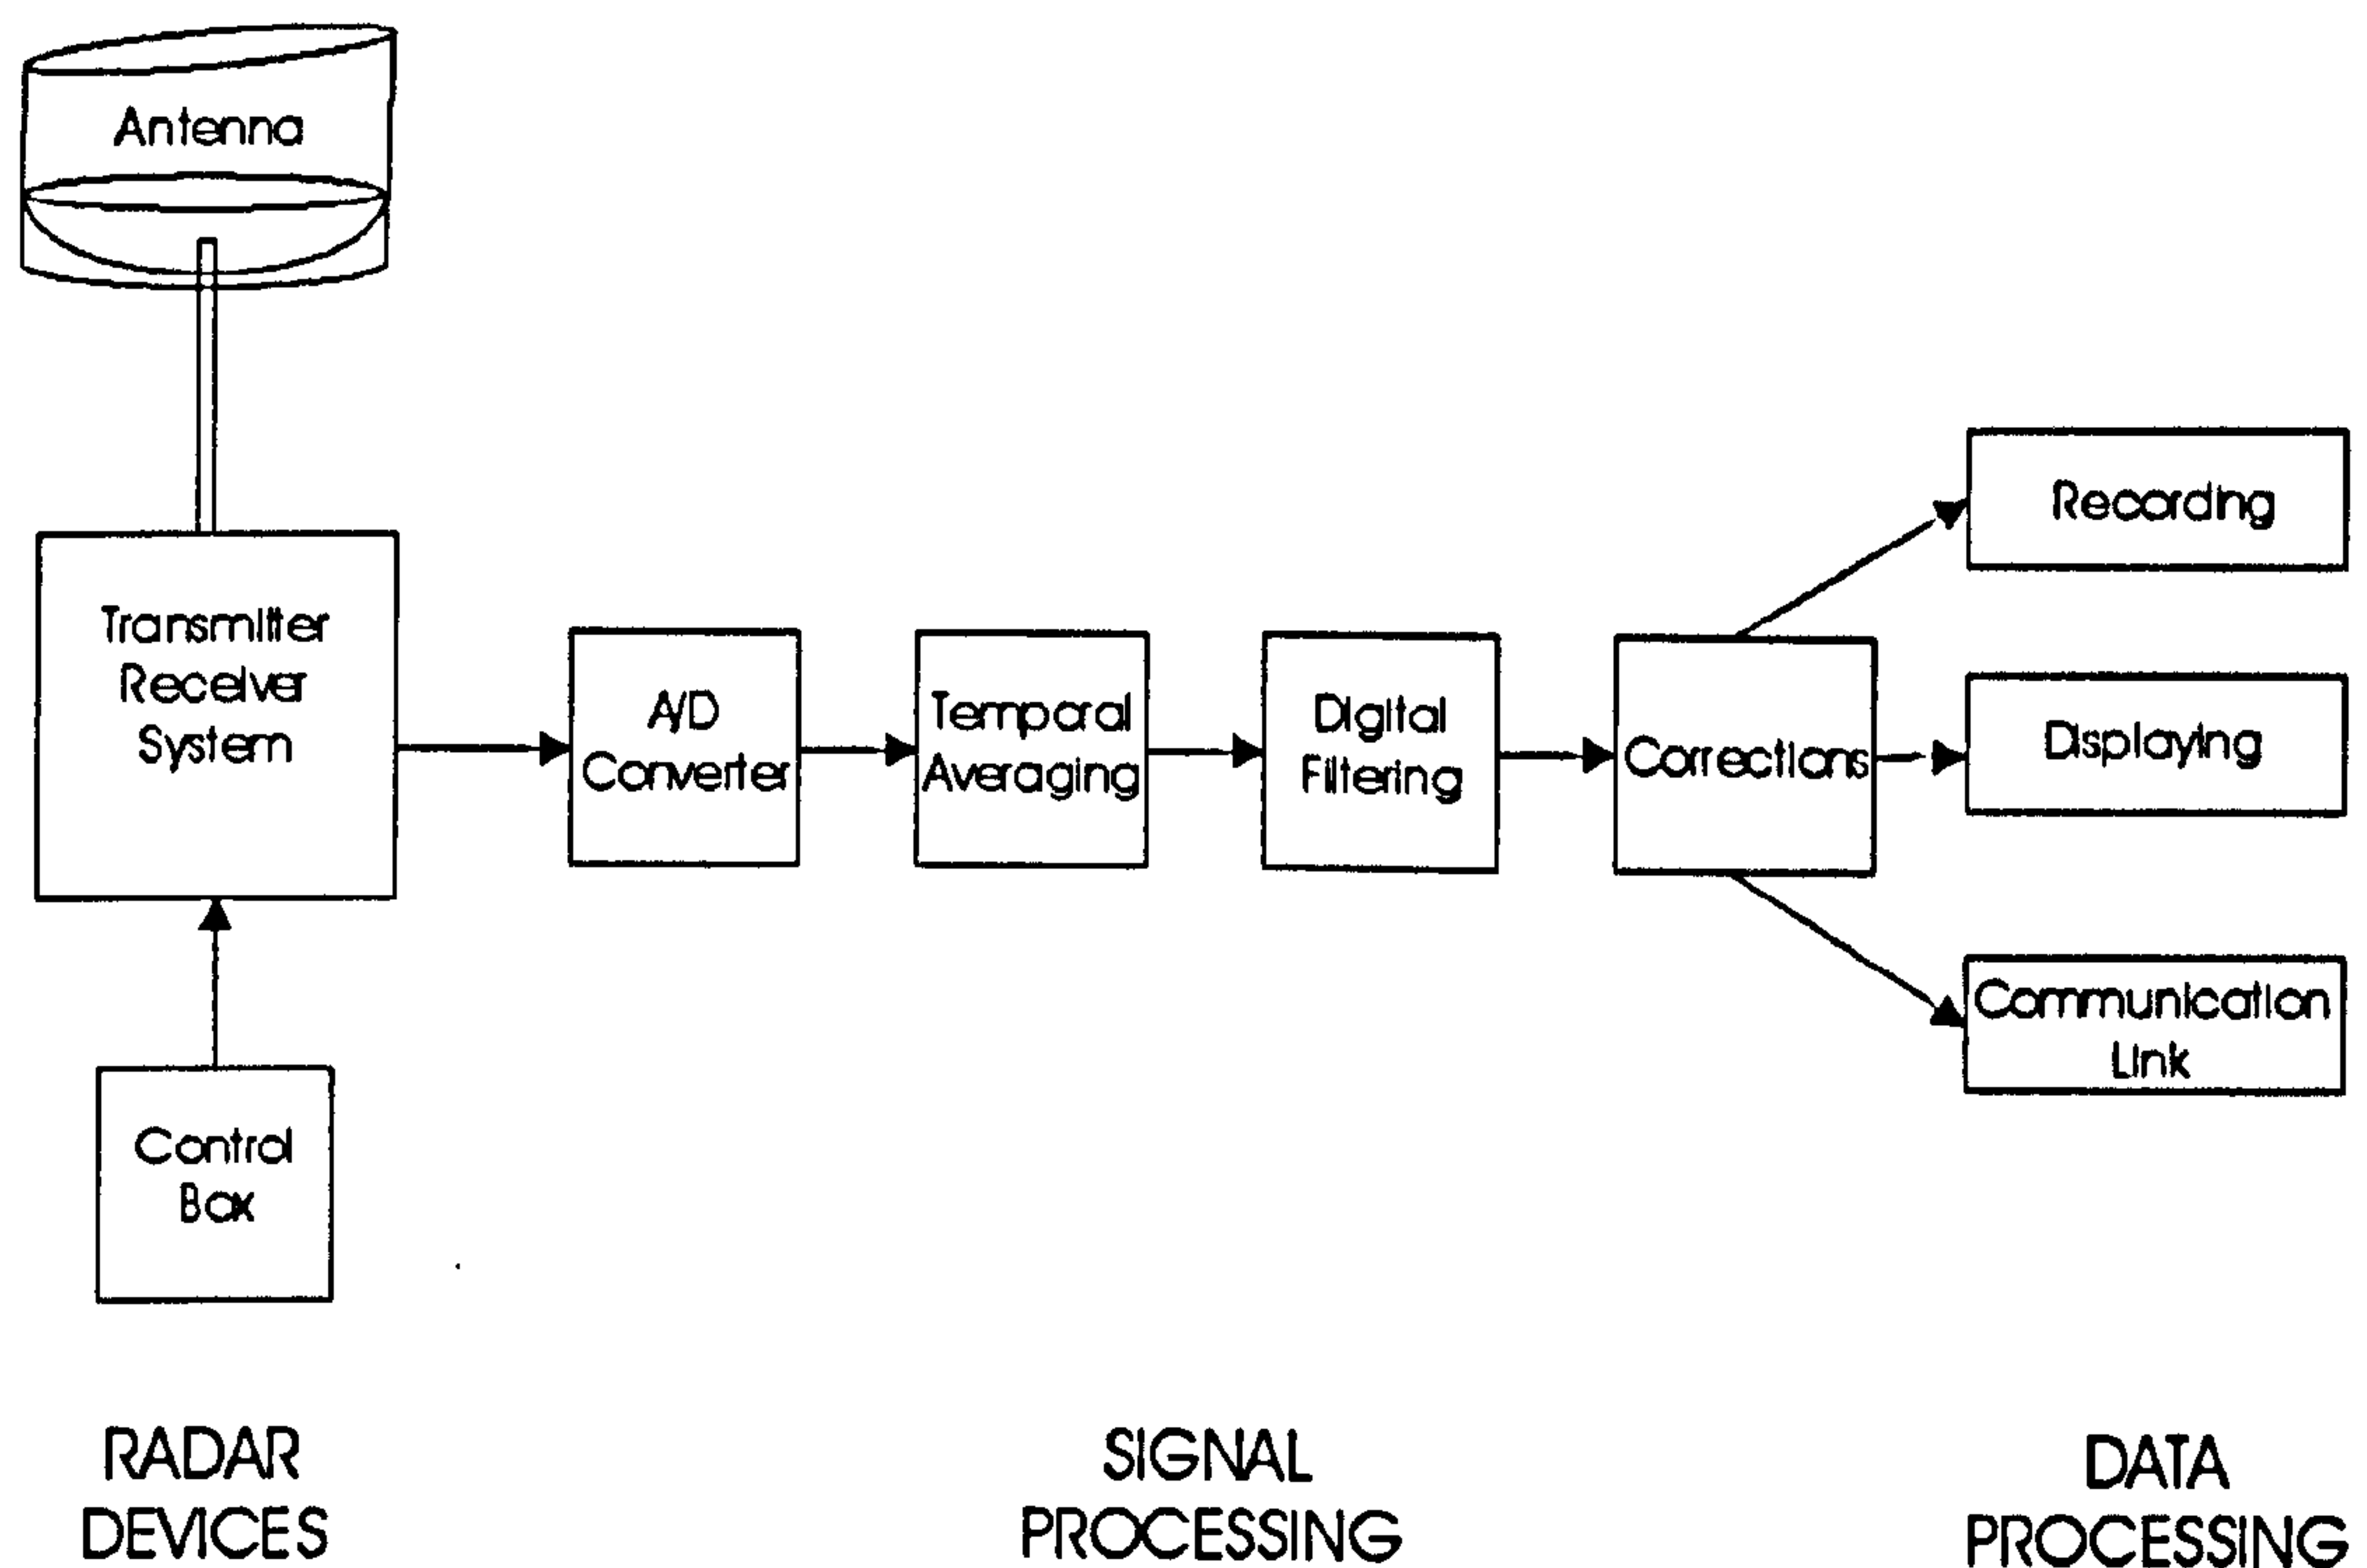 Antenna
Transmitter
Receiver
System
Control
Box
A/D
Converter
Temporal
Averaging
Digital
Filtering
Corrections
Recording
Displaying
Communication
Link
RADAR
DEVICES
SIGNAL
PROCESSING
DATA
PROCESSING